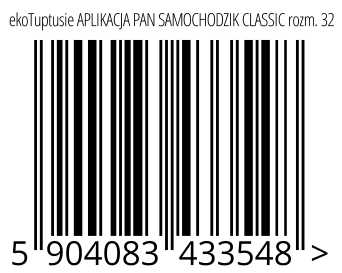 ekoTuptusie APLIKACJA PAN SAMOCHODZIK CLASSIC rozm. 32
5 904083 433548 >